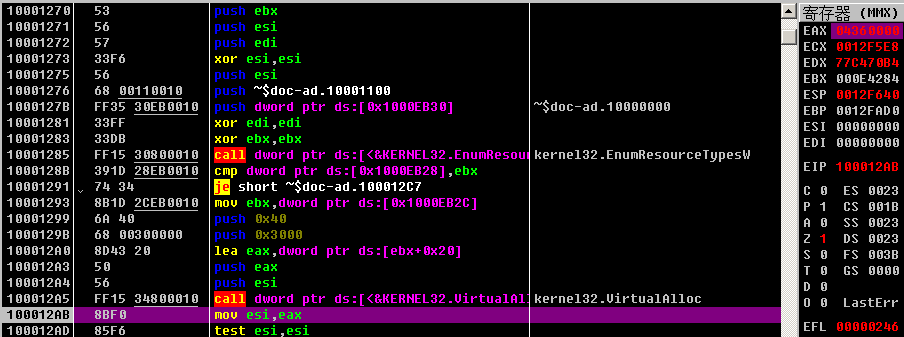 10001270 53 push ebx
10001271 56 push esi
10001272 57 push edi
10001273 33F6 xor esi,esi
10001275 56 push esi
10001276 68 00110010 push ~$doc-ad.10001100
1000127B FF35 30EB0010 push dword ptr ds:[0x1000EB30] ~$doc-ad.10000000
10001281 33FF xor edi,edi
10001283 33DB xor ebx,ebx
10001285 FF15 30800010 call dword ptr ds:[<&KERNEL32.EnumResour kernel32.EnumResourceTypesW
1000128B 391D 28EB0010 cmp dword ptr ds:[0x1000EB28],ebx
10001291 74 34 je short ~$doc-ad.100012C7
10001293 8B1D 2CEB0010 mov ebx,dword ptr ds:[0x1000EB2C]
10001299 6A 40 push 0x40
1000129B 68 00300000 push 0x3000
100012A0 8D43 20 lea eax,dword ptr ds:[ebx+0x20]
100012A3 50 push eax
100012A4 56 push esi
100012A5 FF15 34800010 call dword ptr ds:[<&KERNEL32.VirtualAll kernel32.VirtualAlloc
100012AB 8BF0 mov esi,eax
100012AD 85F6 test esi,esi
寄存器 (MMX)
EAX 04360000
ECX 0012F5E8
EDX 77C470B4
EBX 000E4284
ESP 0012F640
EBP 0012FAD0
ESI 00000000
EDI 00000000
EIP 100012AB
C 0 ES 0023
P 1 CS 001B
A 0 SS 0023
Z 1 DS 0023
S 0 FS 003B
T 0 GS 0000
D 0
O 0 LastErr
EFL 00000246